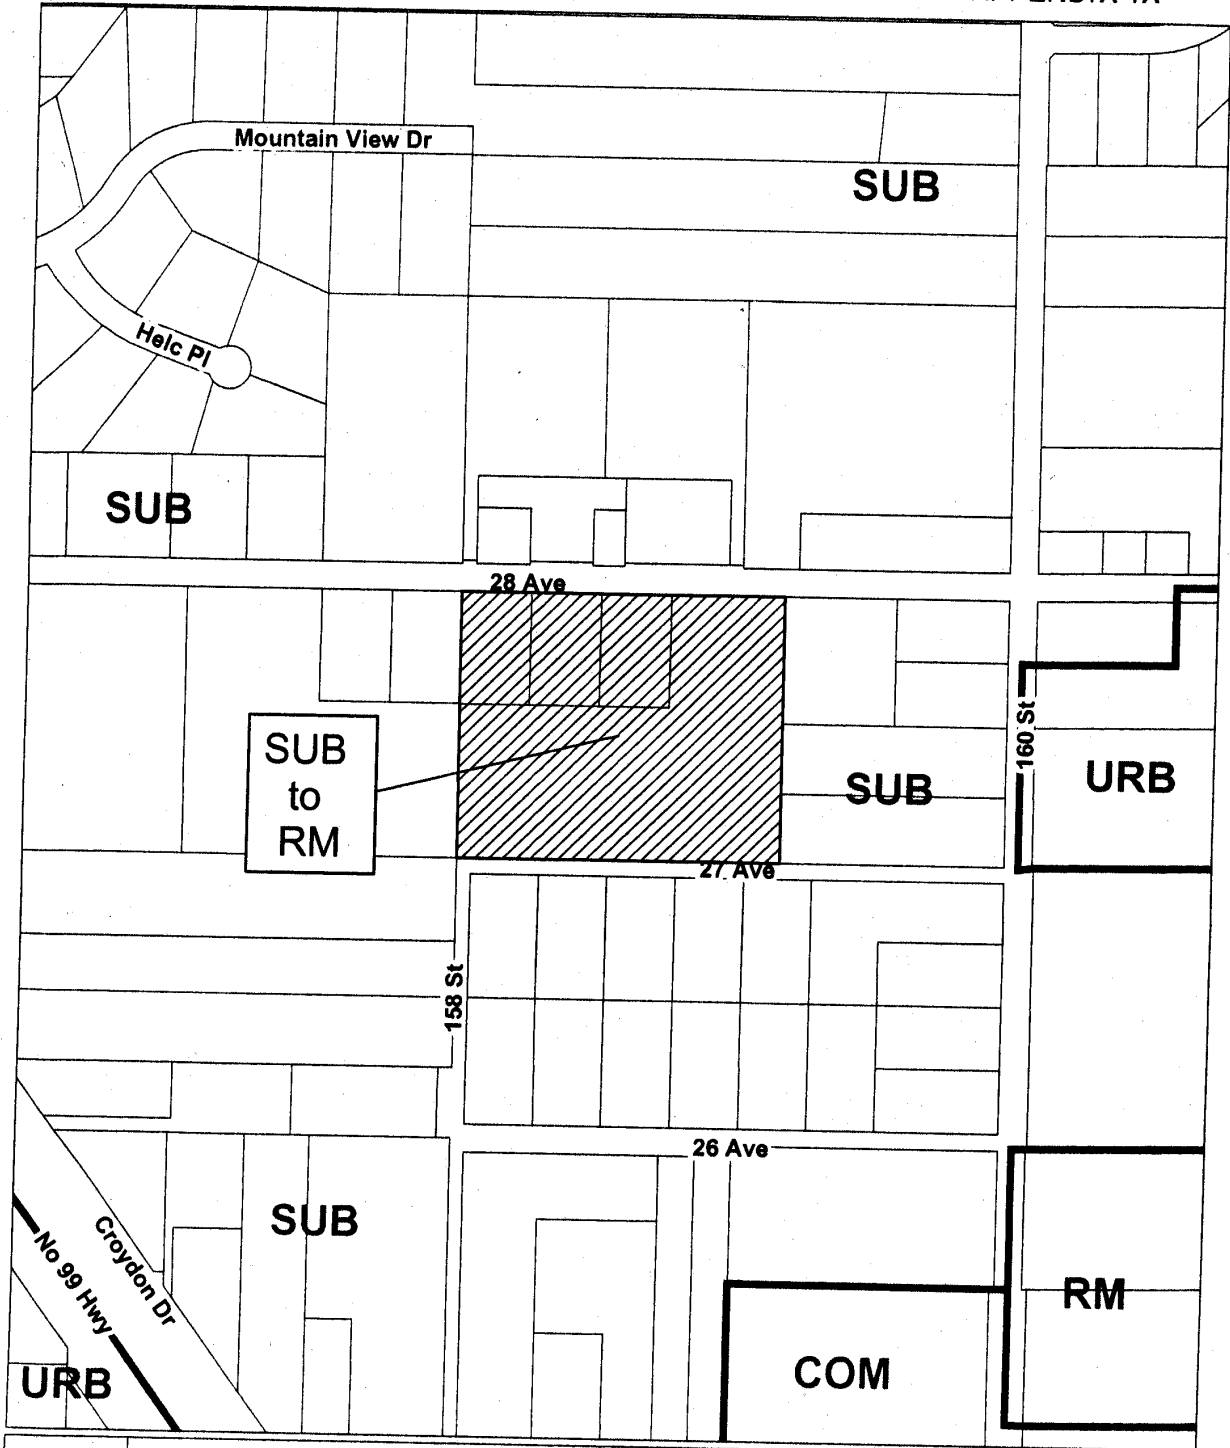 Mountain View Dr
SUB
Helc Pl
SUB
28 Ave
SUB
to
RM
160 St
SUB
URB
27 Ave
158 St
26 Ave
SUB
Croydon Dr
No 99 Hwy
RM
URB
COM